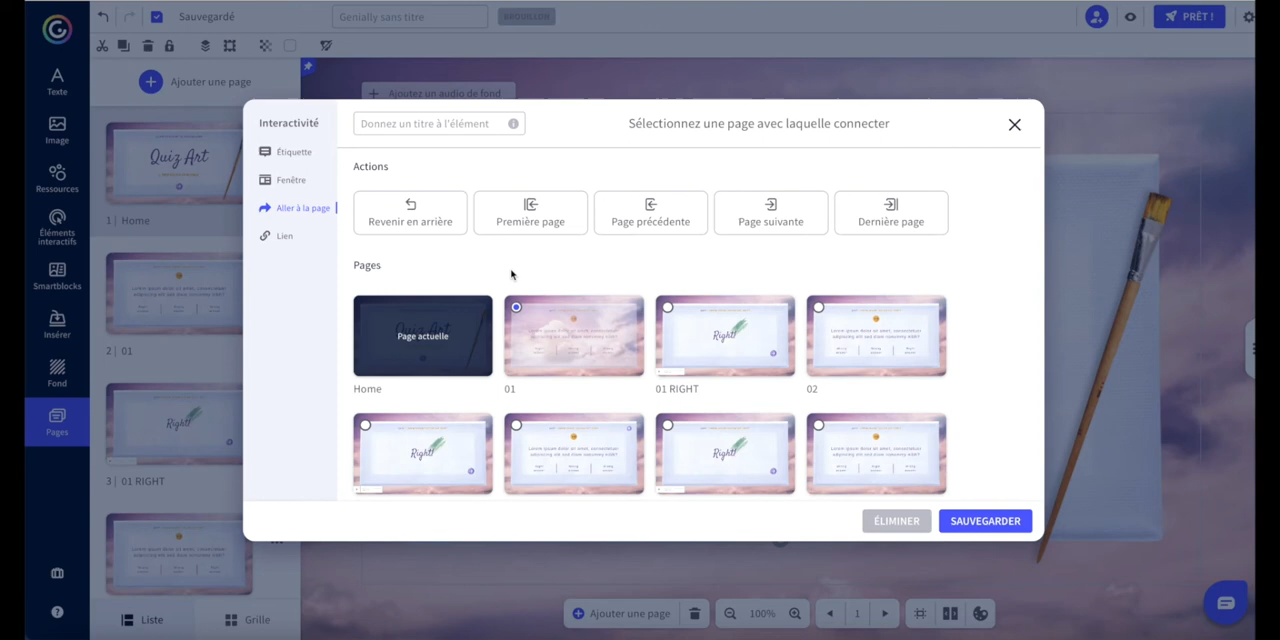 Sauvegardé
Genially sans titre
BROUILLON
PRÊT !
Texte
Image
Ressources
Éléments
interactifs
Smartblocks
Insérer
Fond
Pages
Ajouter une page
Ajoutez un audio de fond
Quiz Art
1 | Home
2 | 01
Right!
3 | 01 RIGHT
Liste
Grille
Interactivité
Étiquette
Fenêtre
Aller à la page
Lien
Donnez un titre à l'élément
Sélectionnez une page avec laquelle connecter
Actions
Revenir en arrière
Première page
Page précédente
Page suivante
Dernière page
Pages
Page actuelle
Right!
Home
01
01 RIGHT
02
Right!
Right!
ÉLIMINER
SAUVEGARDER
Ajouter une page
100%
1